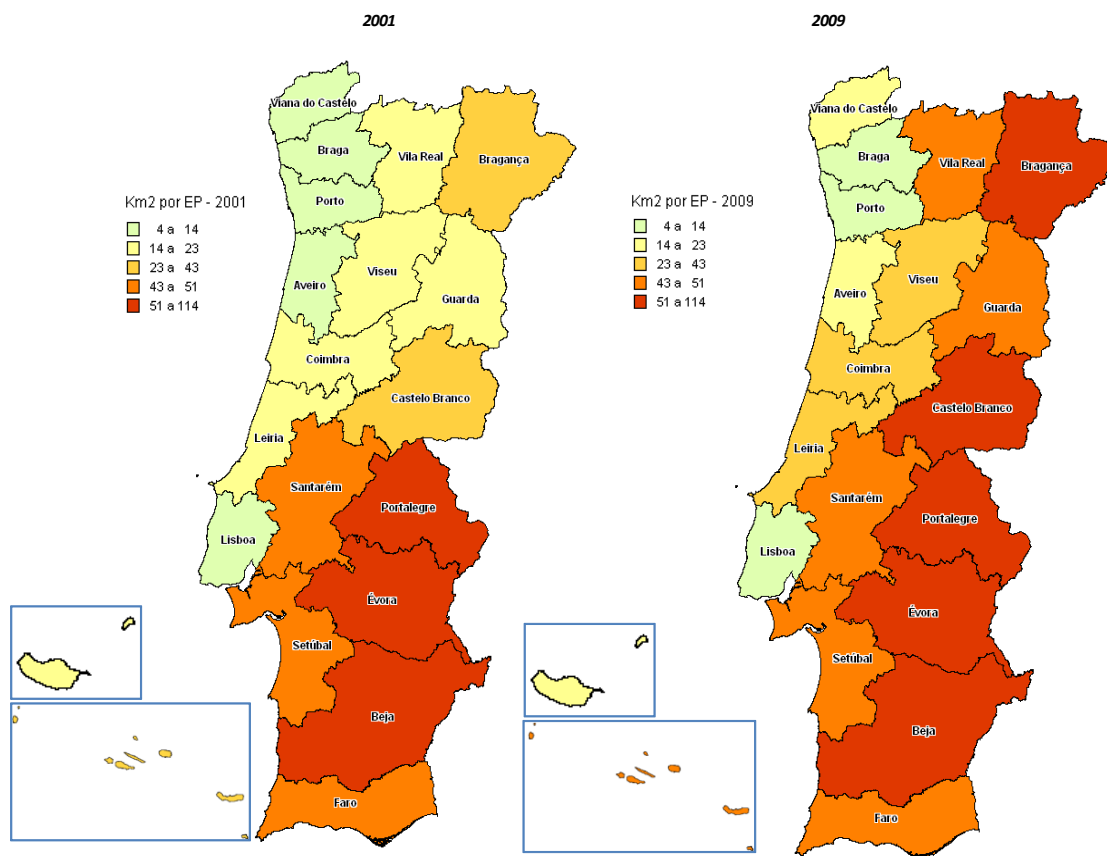 2001
2009
Km2 por EP - 2001
4 a 14
14 a 23
23 a 43
43 a 51
51 a 114
Viana do Castelo
Braga
Vila Real
Bragança
Porto
Aveiro
Viseu
Guarda
Coimbra
Castelo Branco
Leiria
Santarém
Portalegre
Lisboa
Évora
Setúbal
Beja
Faro
Km2 por EP - 2009
4 a 14
14 a 23
23 a 43
43 a 51
51 a 114
Viana do Castelo
Braga
Vila Real
Bragança
Porto
Aveiro
Viseu
Guarda
Coimbra
Castelo Branco
Leiria
Santarém
Portalegre
Lisboa
Évora
Setúbal
Beja
Faro